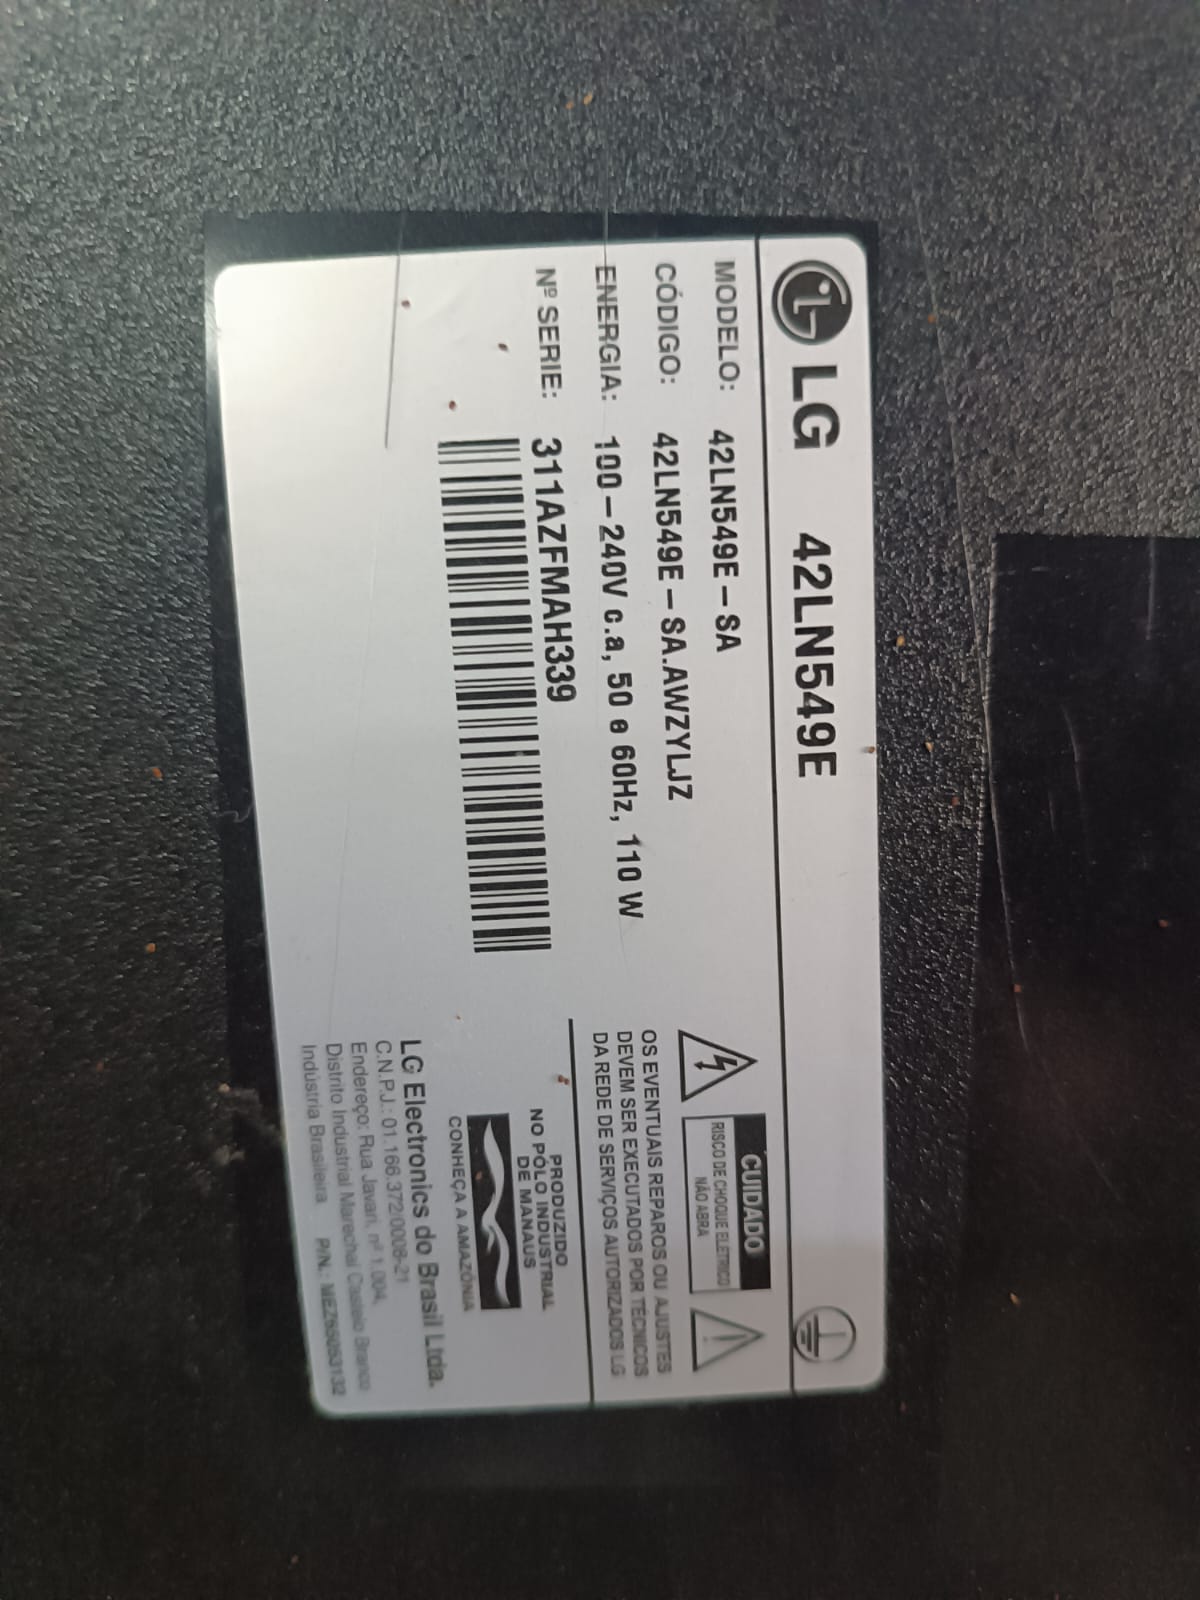 LG 42LN549E
MODELO: 42LN549E-SA
CÓDIGO: 42LN549E-SA.AWZYLJZ
ENERGIA: 100-240V c.a, 50 e 60Hz, 110 W
Nº SERIE: 311AZFMAH339
CUIDADO
RISCO DE CHOQUE ELÉTRICO
NÃO ABRA
OS EVENTUAIS REPAROS OU AJUSTES
DEVEM SER EXECUTADOS POR TÉCNICOS
DA REDE DE SERVIÇOS AUTORIZADOS LG
PRODUZIDO
NO PÓLO INDUSTRIAL
DE MANAUS
CONHEÇA A AMAZÔNIA
LG Electronics do Brasil Ltda.
C.N.P.J.: 01.166.372.0008-21
Endereço: Rua Javari, nº 1.004,
Distrito Industrial Marechal Castelo Branco
Indústria Brasileira P/N.: MEZ65053132